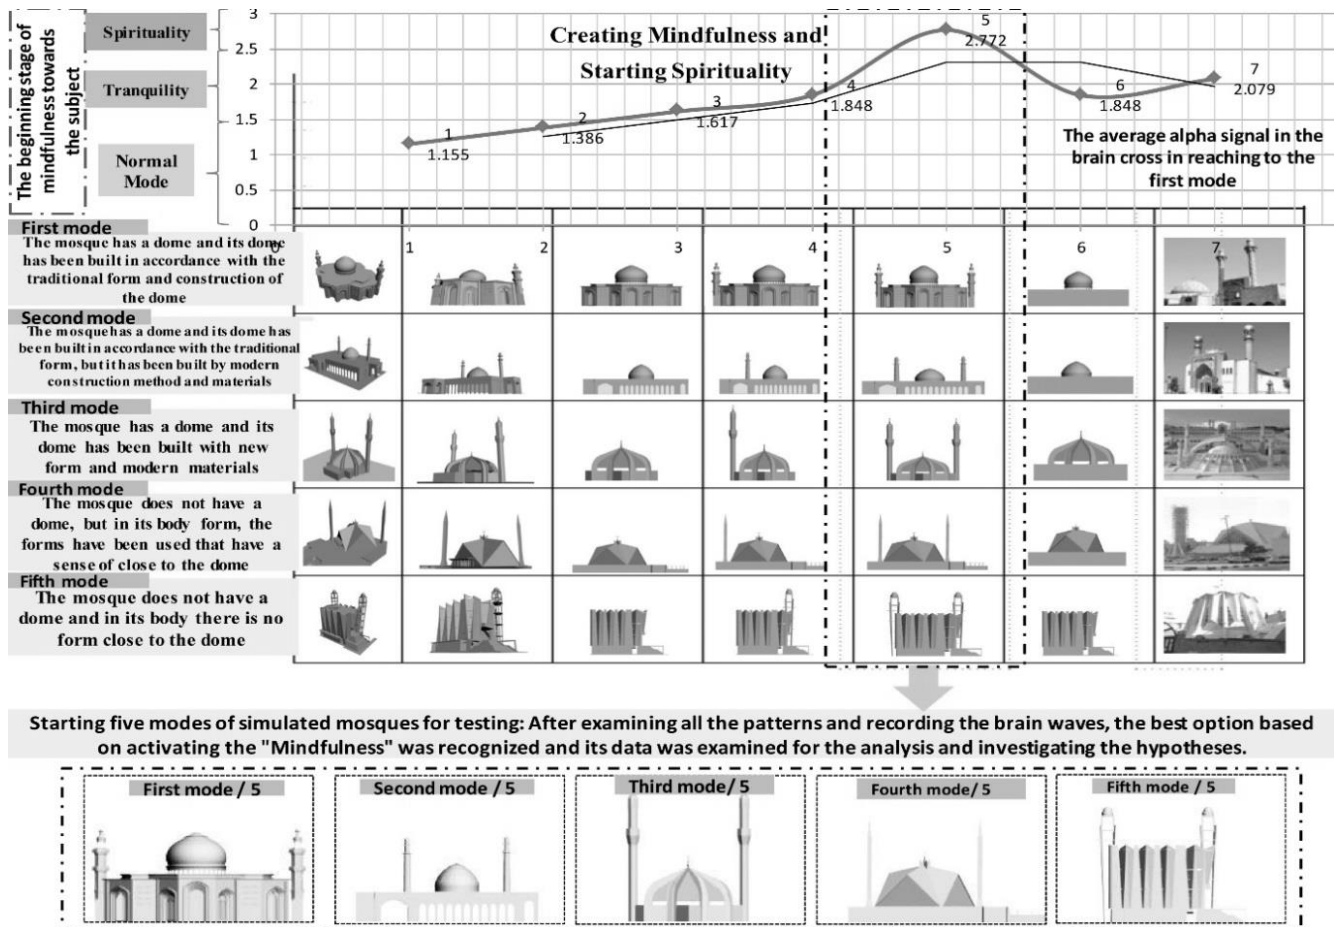 The beginning stage of
mindfulness towards
the subject
Spirituality
Tranquility
Normal
Mode
3
2.5
2
1.5
1
0.5
0
Creating Mindfulness and
Starting Spirituality
1
1.155
2
1.386
3
1.617
4
1.848
5
2.772
6
1.848
7
2.079
The average alpha signal in the
brain cross in reaching to the
first mode
0
1
2
3
4
5
6
7
First mode
The mosque has a dome and its dome
has been built in accordance with the
traditional form and construction of
the dome
Second mode
The mosque has a dome and its dome has
been built in accordance with the traditional
form, but it has been built by modern
construction method and materials
Third mode
The mosque has a dome and its
dome has been built with new
form and modern materials
Fourth mode
The mosque does not have a
dome, but in its body form, the
forms have been used that have a
sense of close to the dome
Fifth mode
The mosque does not have a
dome and in its body there is no
form close to the dome
Starting five modes of simulated mosques for testing: After examining all the patterns and recording the brain waves, the best option based
on activating the "Mindfulness" was recognized and its data was examined for the analysis and investigating the hypotheses.
First mode / 5
Second mode / 5
Third mode/ 5
Fourth mode/ 5
Fifth mode / 5